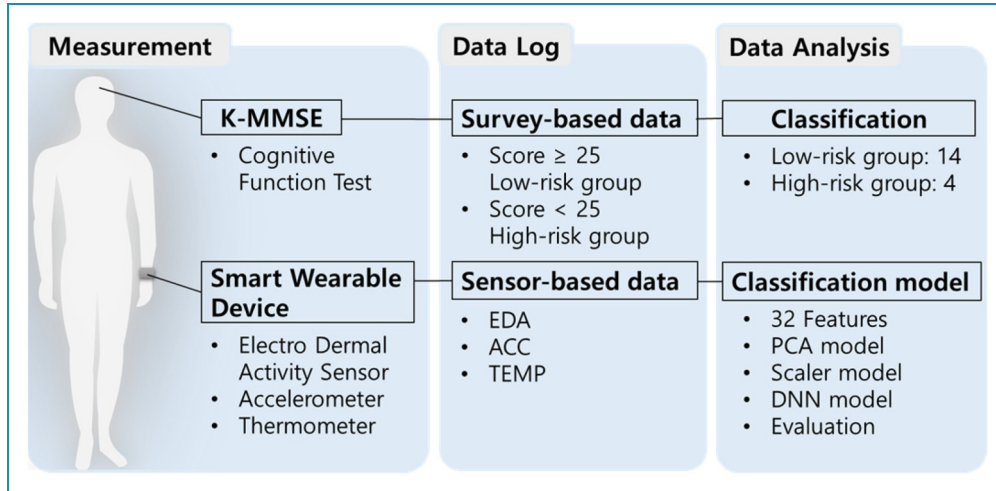 Measurement
K-MMSE
• Cognitive
Function Test
Smart Wearable
Device
• Electro Dermal
Activity Sensor
• Accelerometer
• Thermometer
Data Log
Survey-based data
• Score ≥ 25
Low-risk group
• Score < 25
High-risk group
Sensor-based data
• EDA
• ACC
• TEMP
Data Analysis
Classification
• Low-risk group: 14
• High-risk group: 4
Classification model
• 32 Features
• PCA model
• Scaler model
• DNN model
• Evaluation